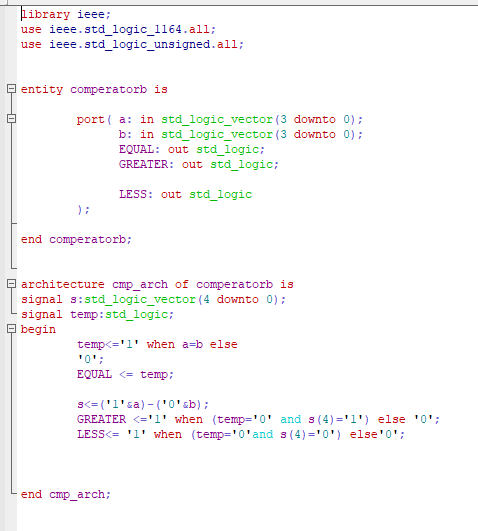 library ieee;
use ieee.std_logic_1164.all;
use ieee.std_logic_unsigned.all;
entity comperatorb is
port( a: in std_logic_vector(3 downto 0);
b: in std_logic_vector(3 downto 0);
EQUAL: out std_logic;
GREATER: out std_logic;
LESS: out std_logic
);
end comperatorb;
architecture cmp_arch of comperatorb is
signal s:std_logic_vector(4 downto 0);
signal temp:std_logic;
begin
temp<='1' when a=b else
'0';
EQUAL <= temp;
s<=('1'&a)-('0'&b);
GREATER <='1' when (temp='0' and s(4)='1') else '0';
LESS<= '1' when (temp='0'and s(4)='0') else'0';
end cmp_arch;